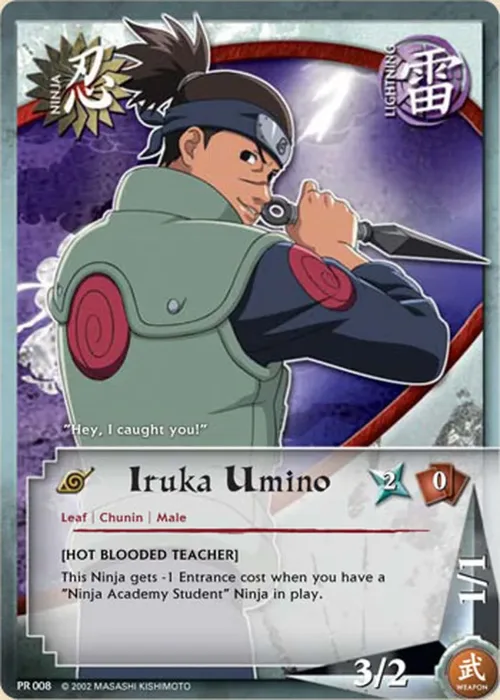 NINJA
忍
LIGHTNING
雷
"Hey, I caught you!"
Iruka Umino
2
0
Leaf | Chunin | Male
[HOT BLOODED TEACHER]
This Ninja gets -1 Entrance cost when you have a
"Ninja Academy Student" Ninja in play.
1/1
3/2
武
WEAPON
PR 008 © 2002 MASASHI KISHIMOTO